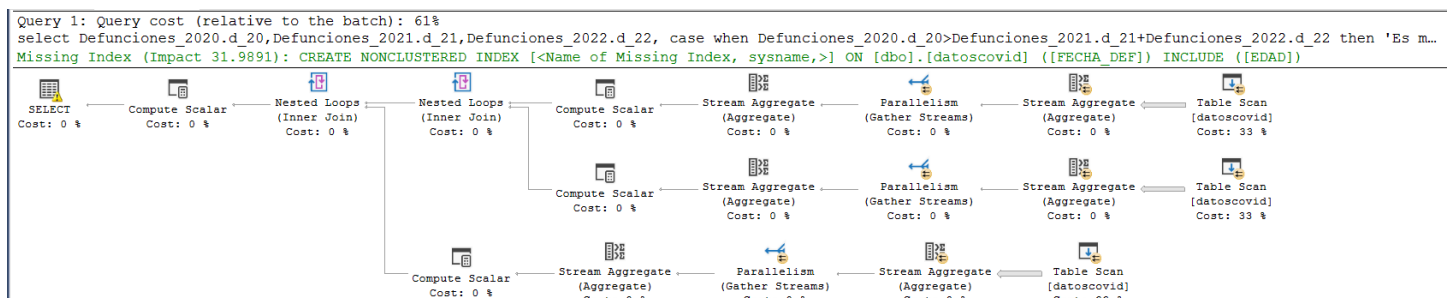 Query 1: Query cost (relative to the batch): 61%
select Defunciones_2020.d_20,Defunciones_2021.d_21,Defunciones_2022.d_22, case when Defunciones_2020.d_20>Defunciones_2021.d_21+Defunciones_2022.d_22 then 'Es m…
Missing Index (Impact 31.9891): CREATE NONCLUSTERED INDEX [<Name of Missing Index, sysname,>] ON [dbo].[datoscovid] ([FECHA_DEF]) INCLUDE ([EDAD])
SELECT
Cost: 0 %
Compute Scalar
Cost: 0 %
Nested Loops
(Inner Join)
Cost: 0 %
Nested Loops
(Inner Join)
Cost: 0 %
Compute Scalar
Cost: 0 %
Stream Aggregate
(Aggregate)
Cost: 0 %
Parallelism
(Gather Streams)
Cost: 0 %
Stream Aggregate
(Aggregate)
Cost: 0 %
Table Scan
[datoscovid]
Cost: 33 %
Compute Scalar
Cost: 0 %
Stream Aggregate
(Aggregate)
Cost: 0 %
Parallelism
(Gather Streams)
Cost: 0 %
Stream Aggregate
(Aggregate)
Cost: 0 %
Table Scan
[datoscovid]
Cost: 33 %
Compute Scalar
Cost: 0 %
Stream Aggregate
(Aggregate)
Parallelism
(Gather Streams)
Stream Aggregate
(Aggregate)
Table Scan
[datoscovid]